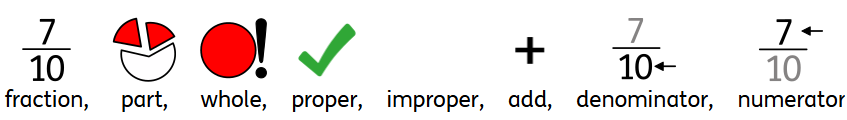 7 7 7
10 10 10
fraction, part, whole, proper, improper, add, denominator, numerator